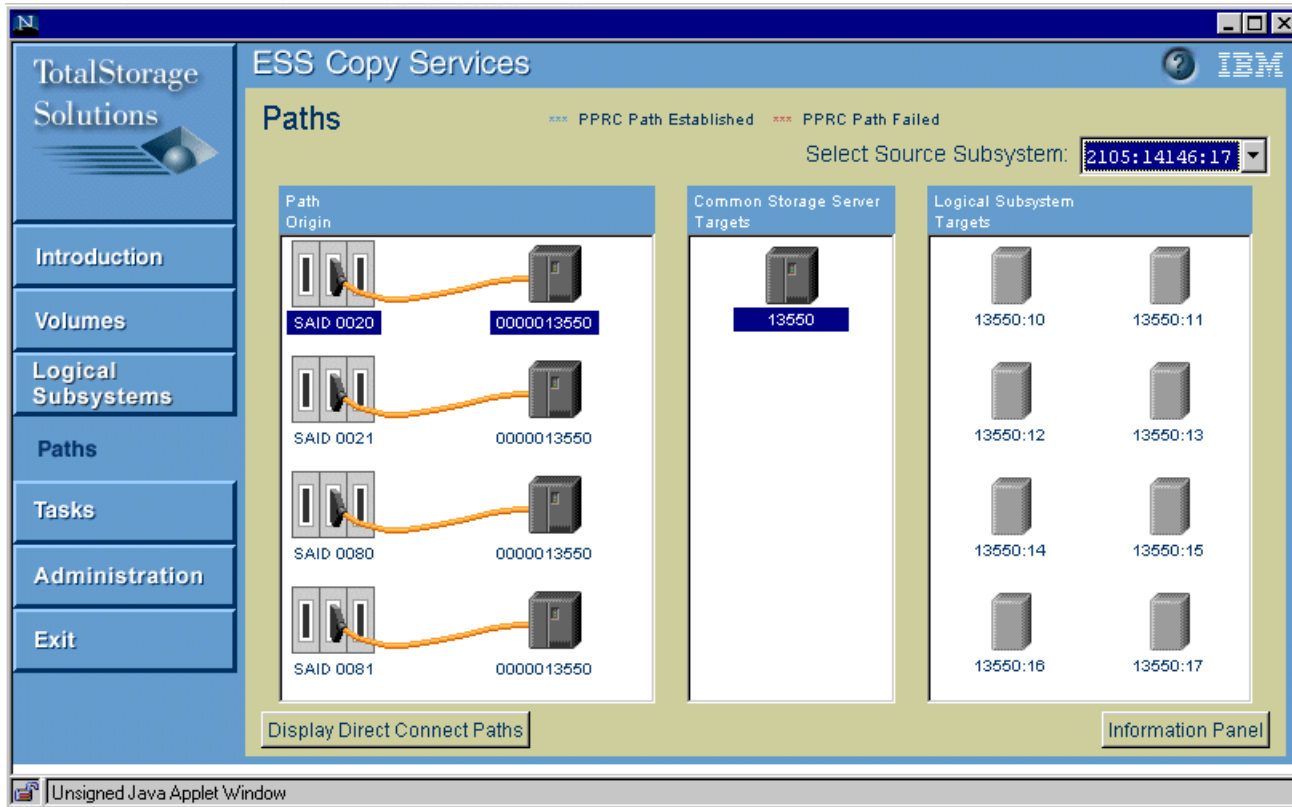 N
TotalStorage
Solutions
ESS Copy Services
? IBM
Paths
*** PPRC Path Established *** PPRC Path Failed
Select Source Subsystem: 2105:14146:17
Introduction
Volumes
Logical
Subsystems
Paths
Tasks
Administration
Exit
Path
Origin
SAID 0020 0000013550
SAID 0021 0000013550
SAID 0080 0000013550
SAID 0081 0000013550
Common Storage Server
Targets
13550
Logical Subsystem
Targets
13550:10 13550:11
13550:12 13550:13
13550:14 13550:15
13550:16 13550:17
Display Direct Connect Paths
Information Panel
Unsigned Java Applet Window